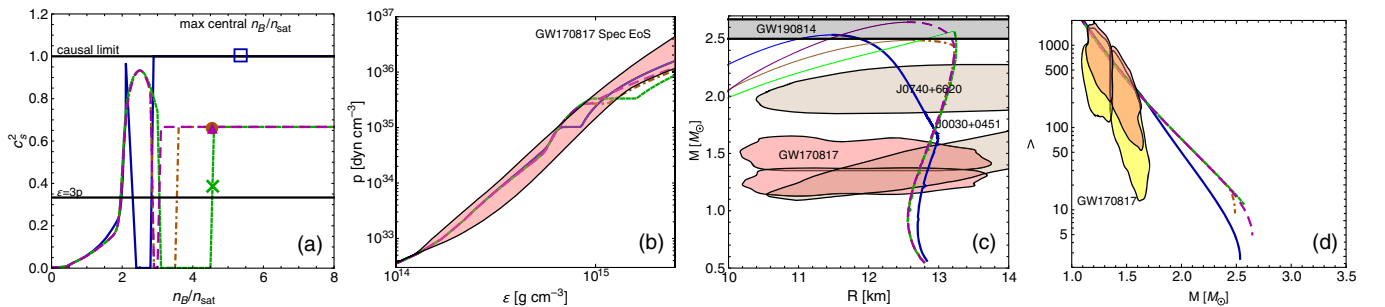 max central n_B/n_sat
causal limit
ε=3p
(a)
1.2
1.0
0.8
0.6
0.4
0.2
0.0
0 2 4 6 8
c_s^2
n_B/n_sat
GW170817 Spec EoS
(b)
10^37
10^36
10^35
10^34
10^33
10^14 10^15
p [dyn cm^−3]
ε [g cm^−3]
GW190814
J0740+6620
J0030+0451
GW170817
(c)
2.5
2.0
1.5
1.0
0.5
10 11 12 13 14
M [M⊙]
R [km]
GW170817
(d)
1000
500
100
50
10
5
1.0 1.5 2.0 2.5 3.0 3.5
M [M⊙]